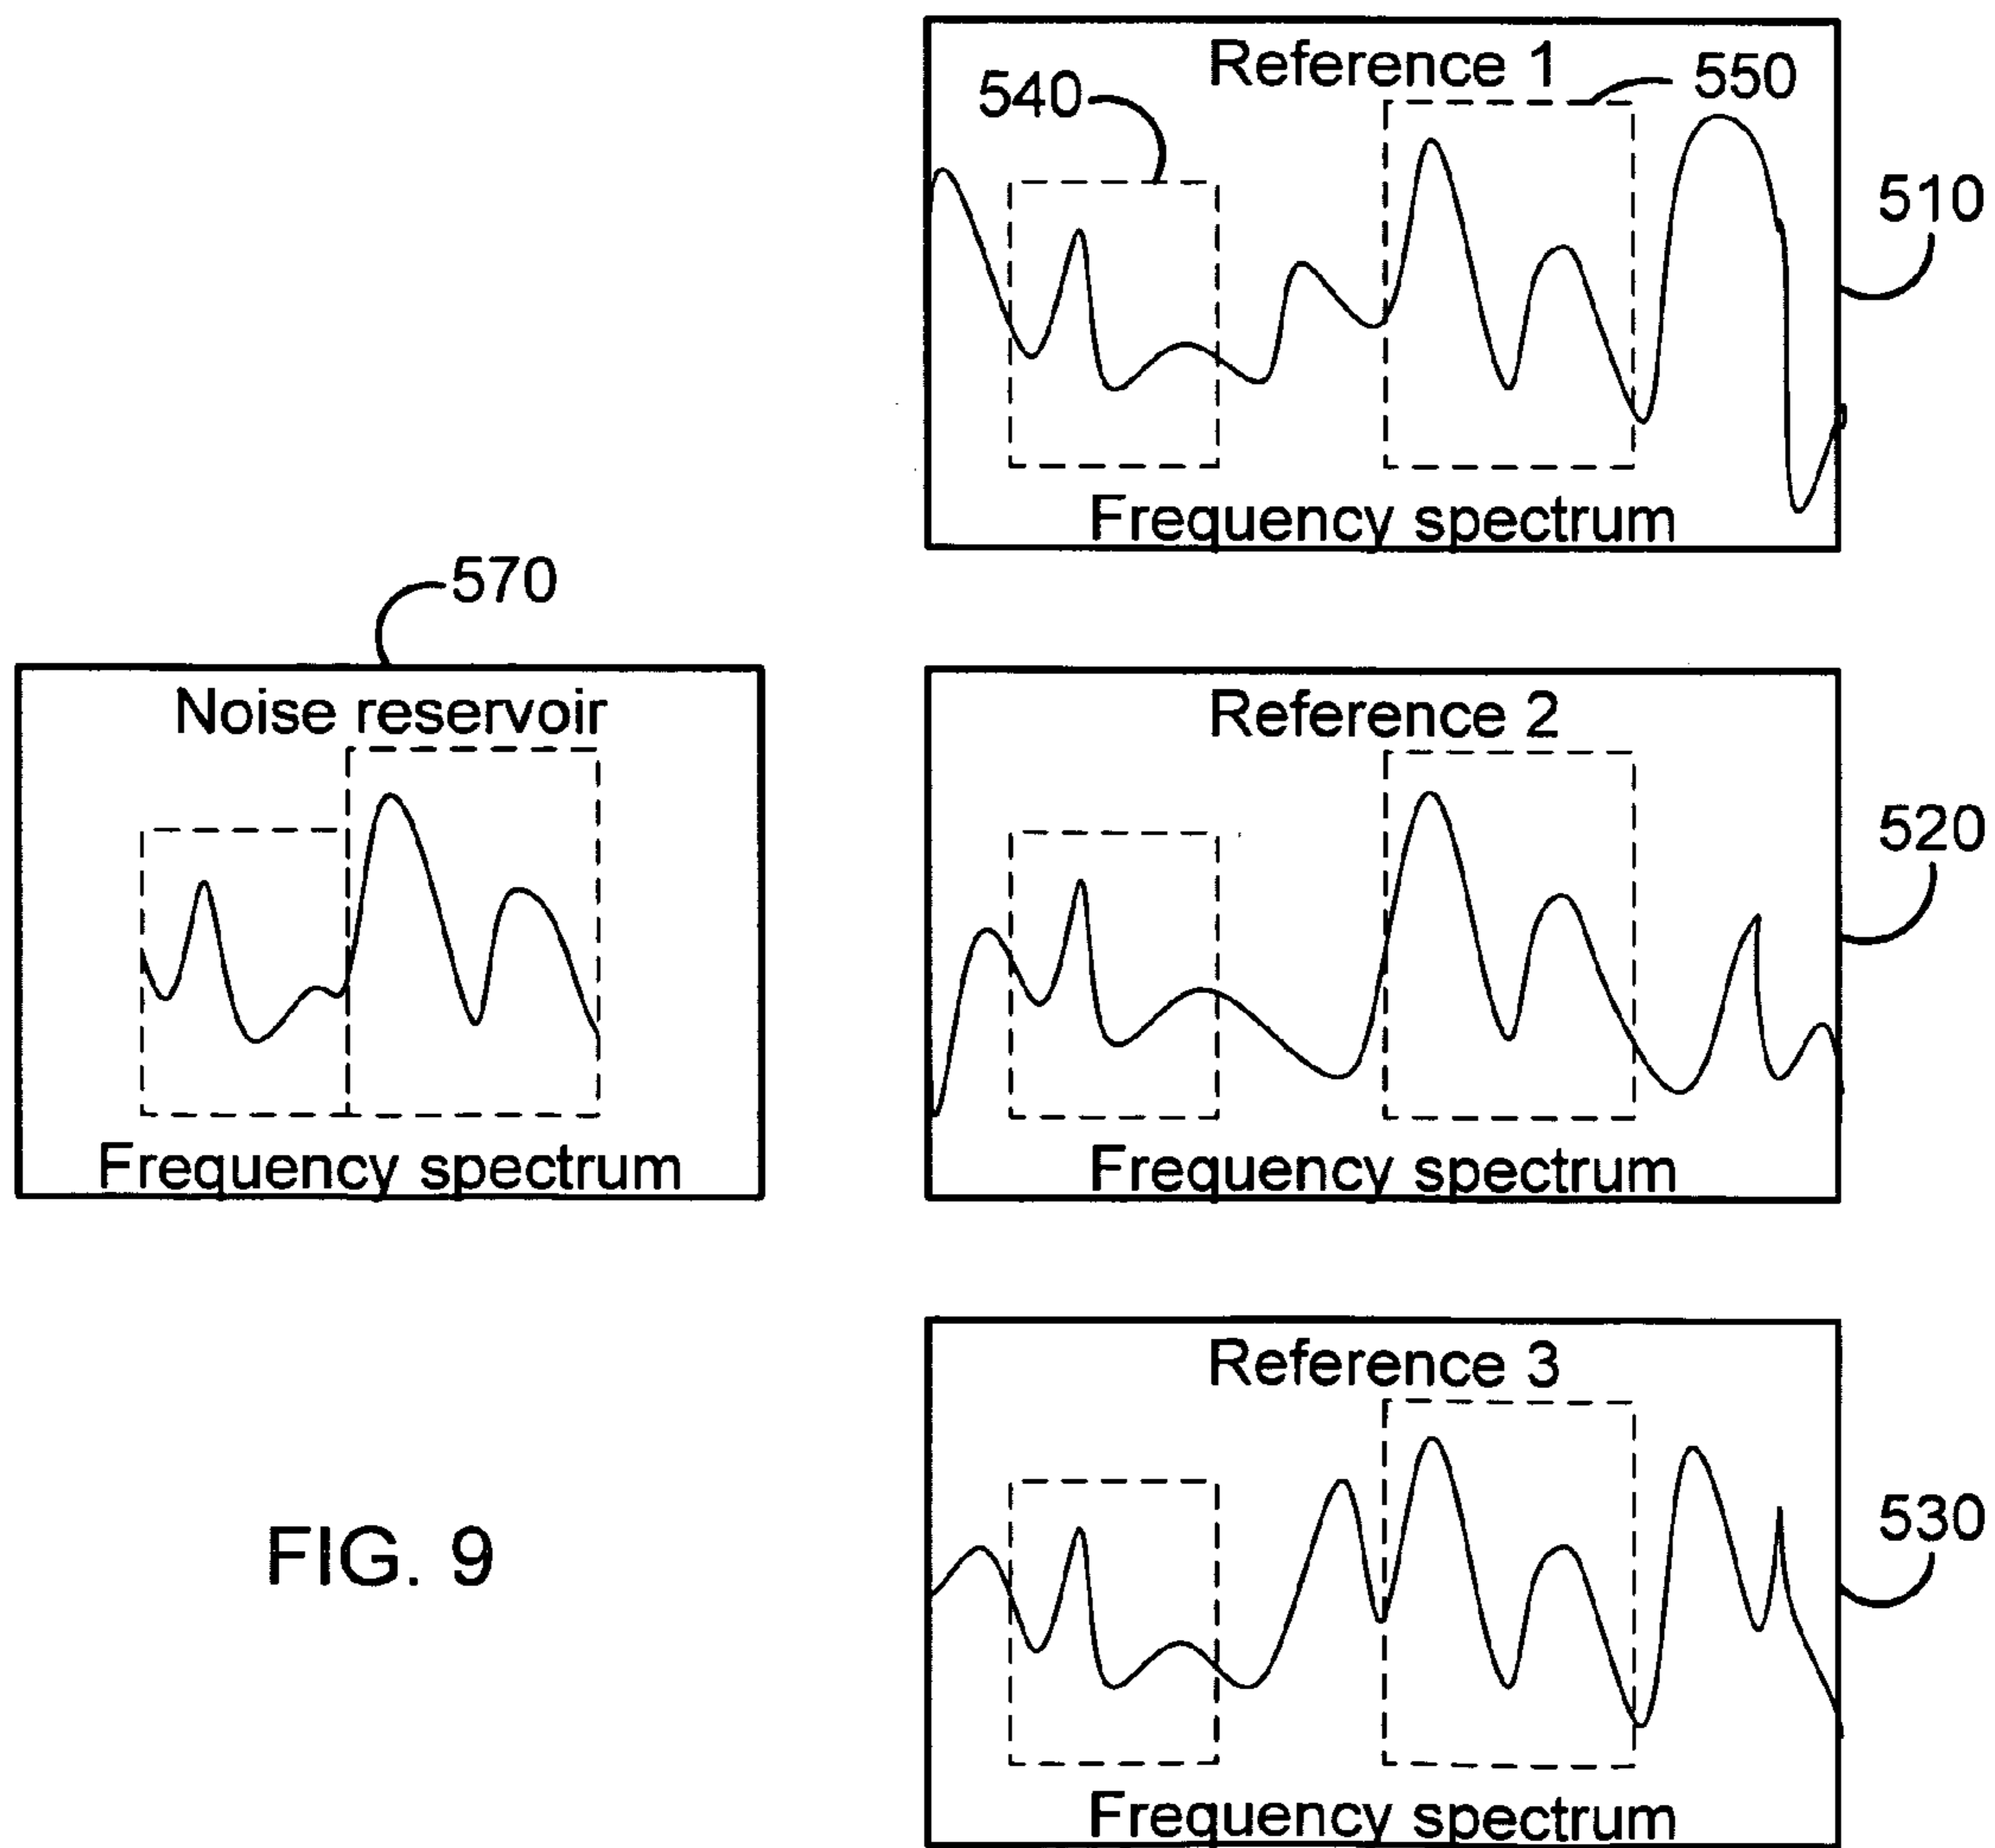 Reference 1
540
550
510
Frequency spectrum
570
Noise reservoir
Frequency spectrum
Reference 2
520
Frequency spectrum
Reference 3
530
Frequency spectrum
FIG. 9